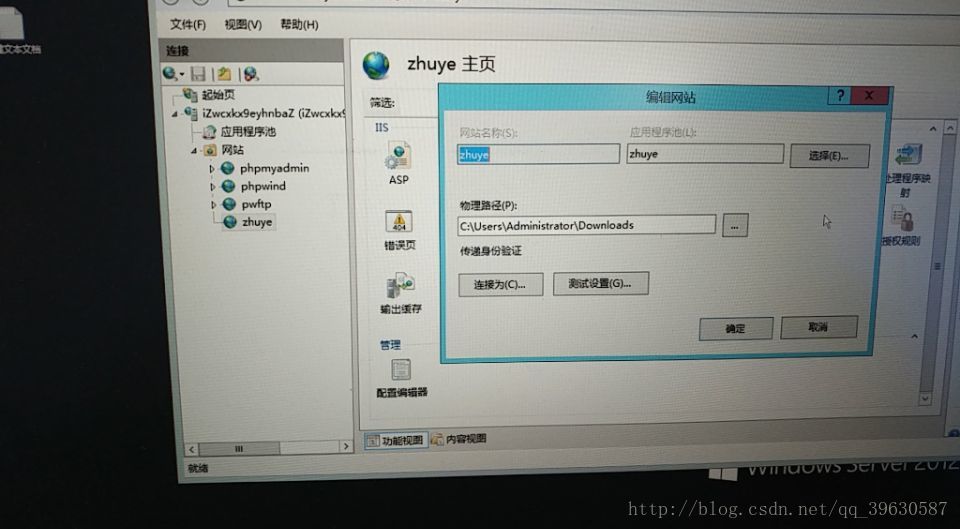 文件(F) 视图(V) 帮助(H)
连接
起始页
iZwcxkx9eyhnbaZ (iZwcxkx9
应用程序池
网站
phpmyadmin
phpwind
pwftp
zhuye
就绪
zhuye 主页
筛选:
IIS
ASP
404
错误页
输出缓存
管理
配置编辑器
功能视图 内容视图
处理程序映
射
授权规则
编辑网站
? X
网站名称(S): 应用程序池(L):
zhuye zhuye 选择(E)...
物理路径(P):
C:\Users\Administrator\Downloads ...
传递身份验证
连接为(C)... 测试设置(G)...
确定 取消
Windows Server 2012
http://blog.csdn.net/qq_39630587